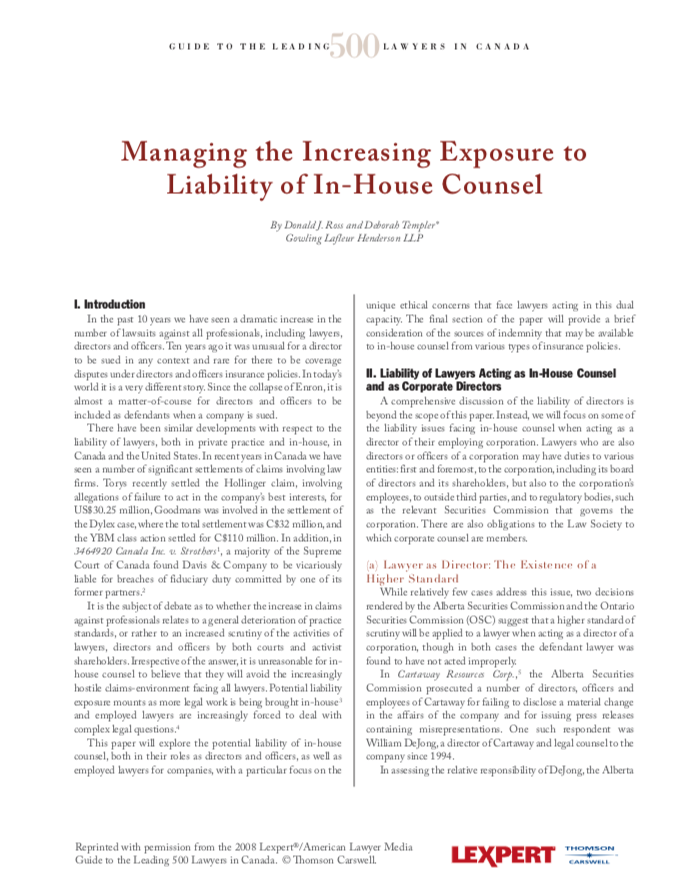 GUIDE TO THE LEADING 500 LAWYERS IN CANADA
Managing the Increasing Exposure to
Liability of In-House Counsel
By Donald J. Ross and Deborah Templer*
Gowling Lafleur Henderson LLP
I. Introduction
In the past 10 years we have seen a dramatic increase in the
number of lawsuits against all professionals, including lawyers,
directors and officers. Ten years ago it was unusual for a director
to be sued in any context and rare for there to be coverage
disputes under directors and officers insurance policies. In today's
world it is a very different story. Since the collapse of Enron, it is
almost a matter-of-course for directors and officers to be
included as defendants when a company is sued.
There have been similar developments with respect to the
liability of lawyers, both in private practice and in-house, in
Canada and the United States. In recent years in Canada we have
seen a number of significant settlements of claims involving law
firms. Torys recently settled the Hollinger claim, involving
allegations of failure to act in the company's best interests, for
US$30.25 million, Goodmans was involved in the settlement of
the Dylex case, where the total settlement was C$32 million, and
the YBM class action settled for C$110 million. In addition, in
3464920 Canada Inc. v. Strothers¹, a majority of the Supreme
Court of Canada found Davis & Company to be vicariously
liable for breaches of fiduciary duty committed by one of its
former partners.²
It is the subject of debate as to whether the increase in claims
against professionals relates to a general deterioration of practice
standards, or rather to an increased scrutiny of the activities of
lawyers, directors and officers by both courts and activist
shareholders. Irrespective of the answer, it is unreasonable for in-
house counsel to believe that they will avoid the increasingly
hostile claims-environment facing all lawyers. Potential liability
exposure mounts as more legal work is being brought in-house³
and employed lawyers are increasingly forced to deal with
complex legal questions.⁴
This paper will explore the potential liability of in-house
counsel, both in their roles as directors and officers, as well as
employed lawyers for companies, with a particular focus on the
unique ethical concerns that face lawyers acting in this dual
capacity. The final section of the paper will provide a brief
consideration of the sources of indemnity that may be available
to in-house counsel from various types of insurance policies.
II. Liability of Lawyers Acting as In-House Counsel
and as Corporate Directors
A comprehensive discussion of the liability of directors is
beyond the scope of this paper. Instead, we will focus on some of
the liability issues facing in-house counsel when acting as a
director of their employing corporation. Lawyers who are also
directors or officers of a corporation may have duties to various
entities: first and foremost, to the corporation, including its board
of directors and its shareholders, but also to the corporation's
employees, to outside third parties, and to regulatory bodies, such
as the relevant Securities Commission that governs the
corporation. There are also obligations to the Law Society to
which corporate counsel are members.
(a) Lawyer as Director: The Existence of a
Higher Standard
While relatively few cases address this issue, two decisions
rendered by the Alberta Securities Commission and the Ontario
Securities Commission (OSC) suggest that a higher standard of
scrutiny will be applied to a lawyer when acting as a director of a
corporation, though in both cases the defendant lawyer was
found to have not acted improperly.
In Cartaway Resources Corp.,⁵ the Alberta Securities
Commission prosecuted a number of directors, officers and
employees of Cartaway for failing to disclose a material change
in the affairs of the company and for issuing press releases
containing misrepresentations. One such respondent was
William DeJong, a director of Cartaway and legal counsel to the
company since 1994.
In assessing the relative responsibility of DeJong, the Alberta
Reprinted with permission from the 2008 Lexpert®/American Lawyer Media
Guide to the Leading 500 Lawyers in Canada. © Thomson Carswell.
LEXPERT
THOMSON
CARSWELL